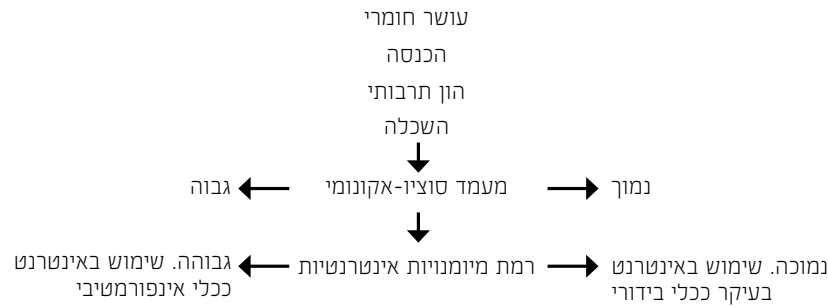 עושר חומרי
הכנסה
הון תרבותי
השכלה
נמוך
מעמד סוציו-אקונומי
גבוה
נמוכה. שימוש באינטרנט
בעיקר ככלי בידורי
רמת מיומנויות אינטרנטיות
גבוהה. שימוש באינטרנט
ככלי אינפורמטיבי